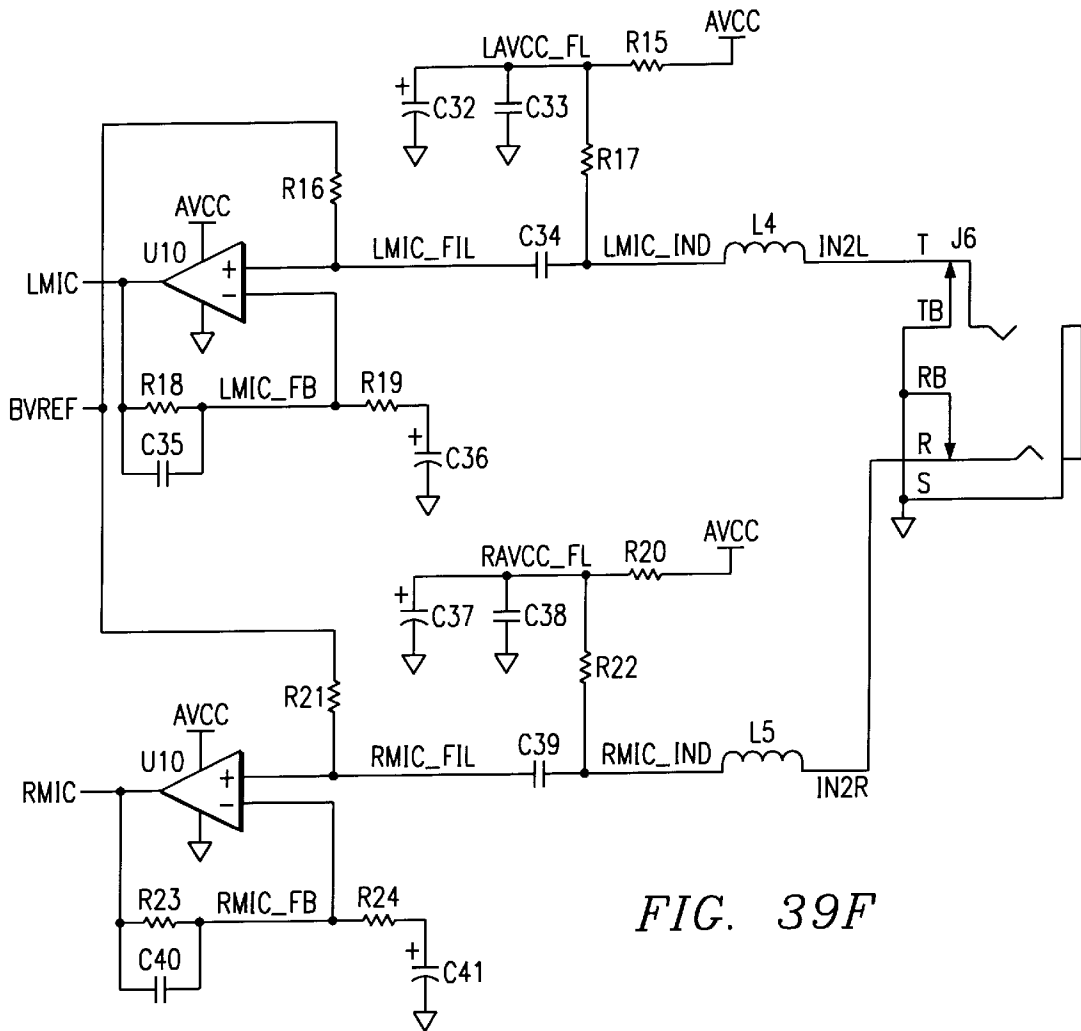 AVCC
LAVCC_FL
R15
+
C32
C33
R17
R16
AVCC
U10
+
−
LMIC
LMIC_FIL
C34
LMIC_IND
L4
IN2L
T
J6
TB
RB
R
S
R18
LMIC_FB
R19
BVREF
C35
+
C36
AVCC
RAVCC_FL
R20
+
C37
C38
R22
R21
AVCC
U10
+
−
RMIC
RMIC_FIL
C39
RMIC_IND
L5
IN2R
R23
RMIC_FB
R24
C40
+
C41
FIG. 39F